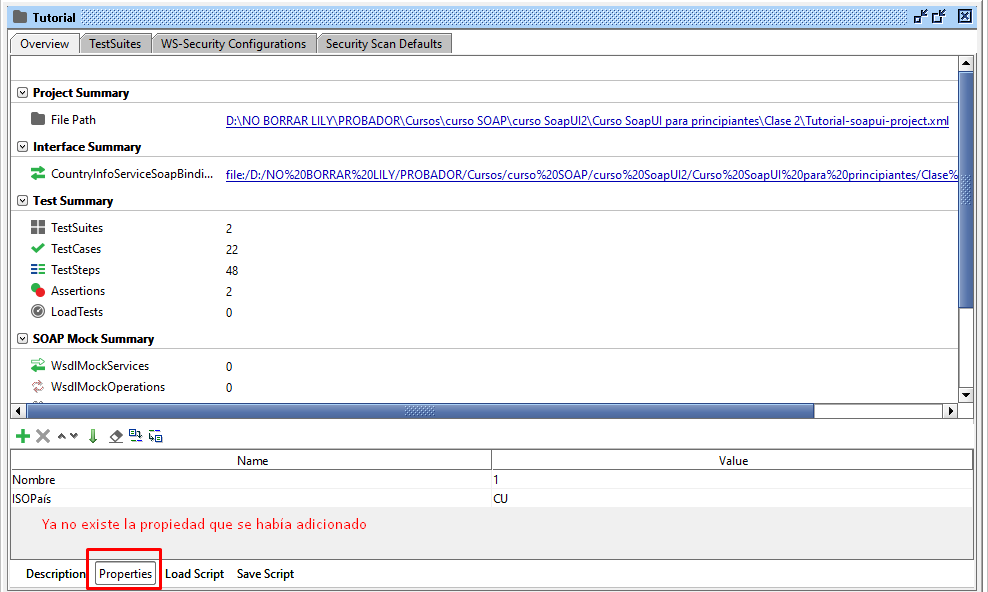 Tutorial
Overview TestSuites WS-Security Configurations Security Scan Defaults
Project Summary
File Path D:\NO BORRAR LILY\PROBADOR\Cursos\curso SOAP\curso SoapUI2\Curso SoapUI para principiantes\Clase 2\Tutorial-soapui-project.xml
Interface Summary
CountryInfoServiceSoapBindi... file:/D:/NO%20BORRAR%20LILY/PROBADOR/Cursos/curso%20SOAP/curso%20SoapUI2/Curso%20SoapUI%20para%20principiantes/Clase%
Test Summary
TestSuites 2
TestCases 22
TestSteps 48
Assertions 2
LoadTests 0
SOAP Mock Summary
WsdlMockServices 0
WsdlMockOperations 0
Name Value
Nombre 1
ISOPaís CU
Ya no existe la propiedad que se había adicionado
Description Properties Load Script Save Script